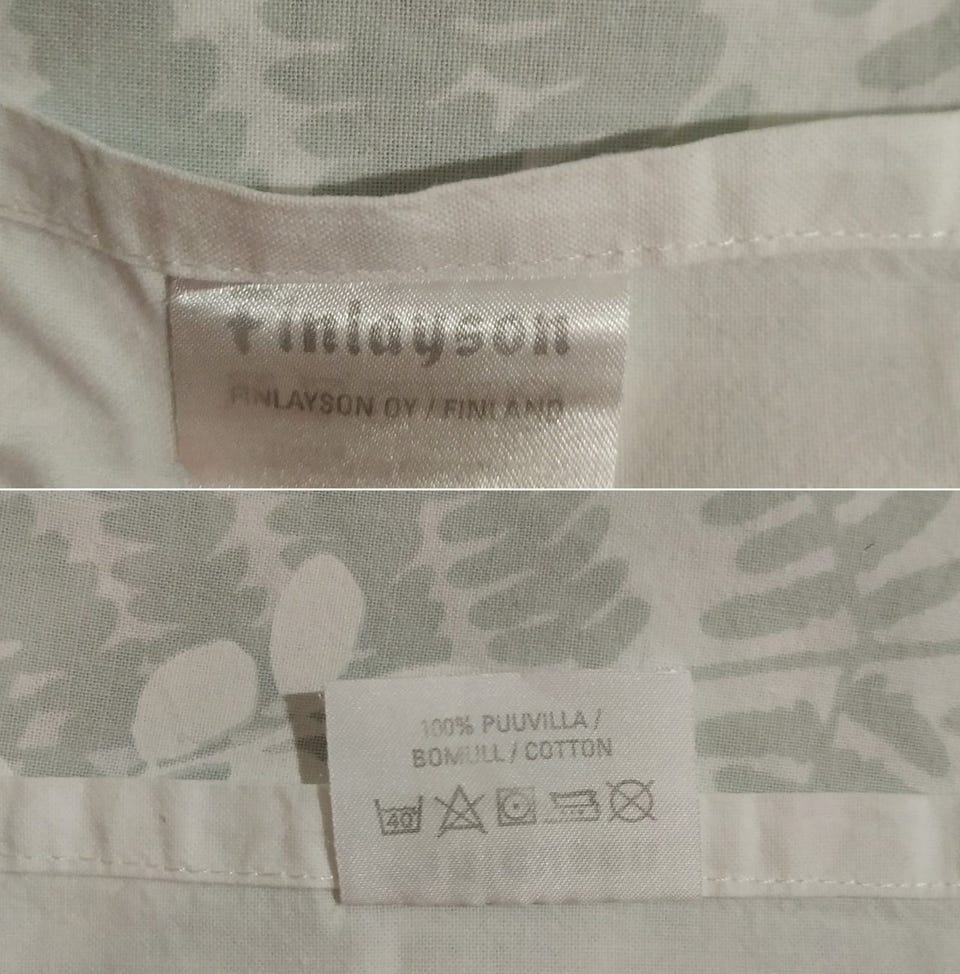 Finlayson
FINLAYSON OY / FINLAND
100% PUUVILLA /
BOMULL / COTTON
40°